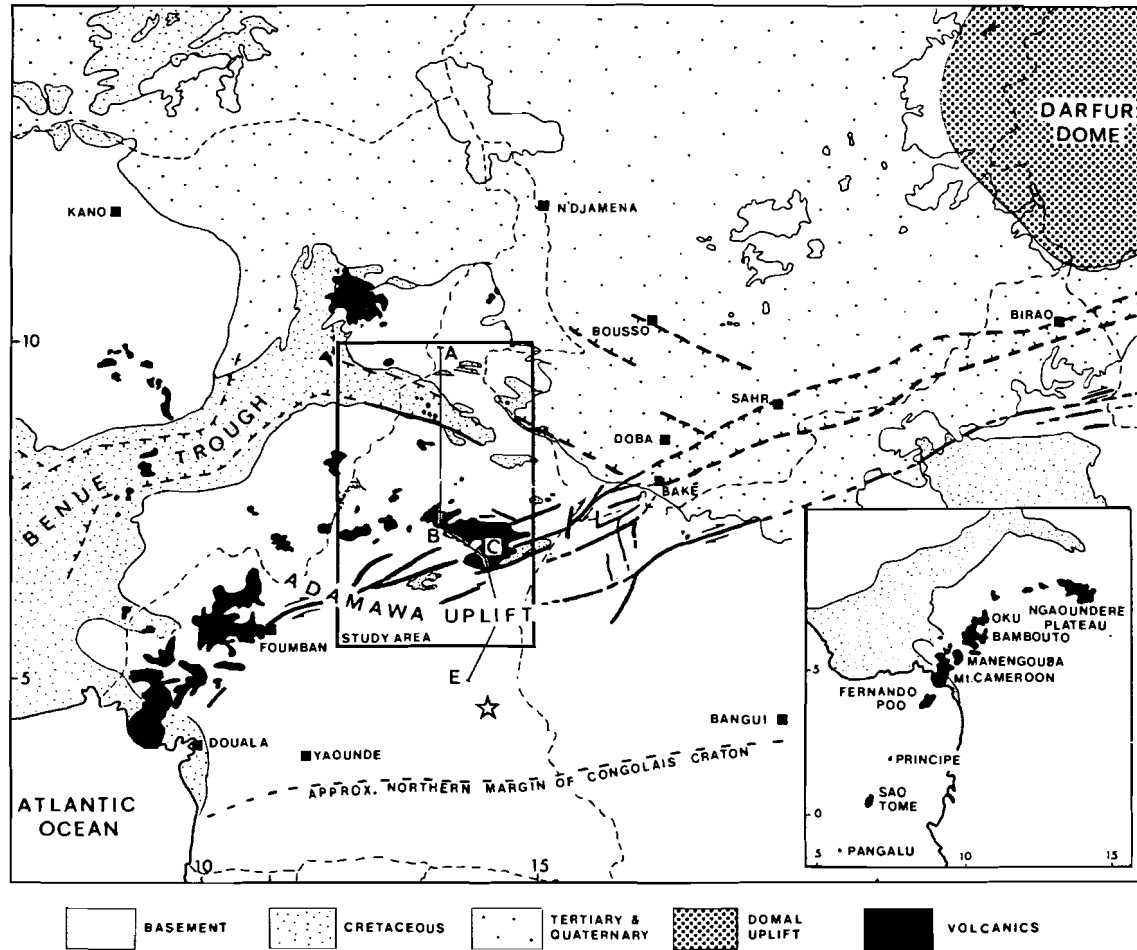 DARFUR
DOME
KANO
N'DJAMENA
BOUSSO
BIRAO
10
A
SAHR
DOBA
BENUE TROUGH
BAKE
B
C
ADAMAWA UPLIFT
FOUMBAN
STUDY AREA
E
DOUALA
YAOUNDE
BANGUI
5
APPROX. NORTHERN MARGIN OF CONGOLAIS CRATON
ATLANTIC
OCEAN
10
15
NGAOUNDERE
PLATEAU
OKU
BAMBOUTO
MANENGOUBA
Mt. CAMEROON
FERNANDO
POO
5
PRINCIPE
SAO
TOME
0
PANGALU
5
10
15
BASEMENT
CRETACEOUS
TERTIARY &
QUATERNARY
DOMAL
UPLIFT
VOLCANICS